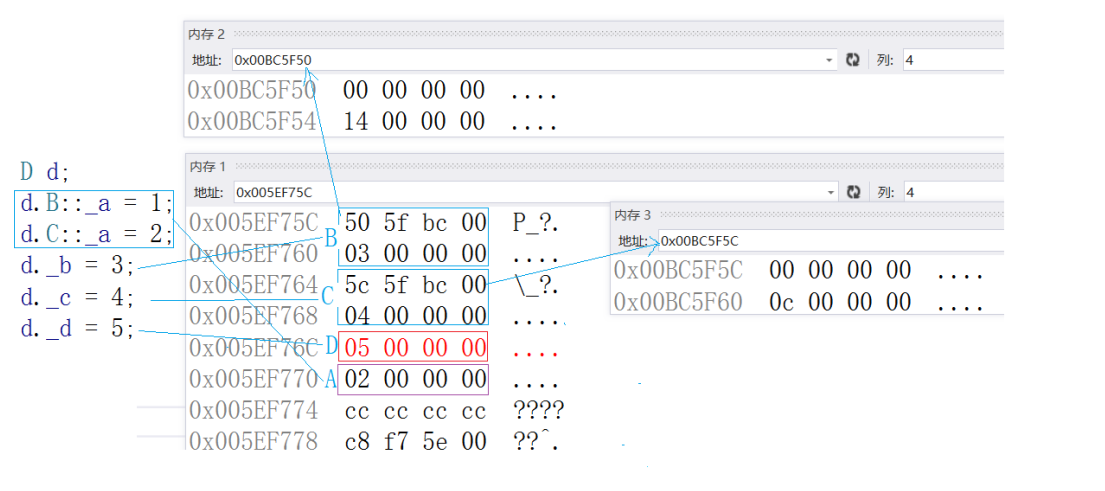 内存 2
地址: 0x00BC5F50 列: 4
0x00BC5F50 00 00 00 00 ....
0x00BC5F54 14 00 00 00 ....
D d;
d.B::_a = 1;
d.C::_a = 2;
d._b = 3;
d._c = 4;
d._d = 5;
内存 1
地址: 0x005EF75C 列: 4
0x005EF75C 50 5f bc 00 P_?.
B
0x005EF760 03 00 00 00 ....
0x005EF764 5c 5f bc 00 \_?.
C
0x005EF768 04 00 00 00 ....
0x005EF76C D 05 00 00 00 ....
0x005EF770 A 02 00 00 00 ....
0x005EF774 cc cc cc cc ????
0x005EF778 c8 f7 5e 00 ??^.
内存 3
地址: 0x00BC5F5C
0x00BC5F5C 00 00 00 00 ....
0x00BC5F60 0c 00 00 00 ....